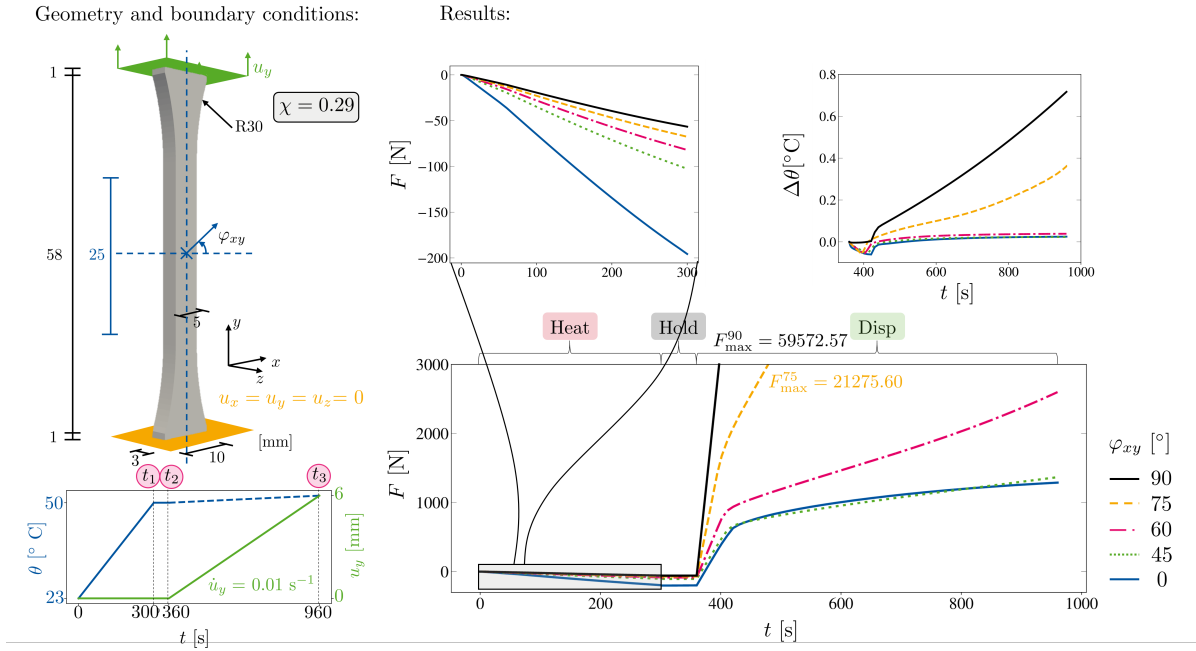 Geometry and boundary conditions:
1
u_y
χ = 0.29
R30
58
25
φ_xy
5
y
x
z
u_x = u_y = u_z = 0
1
[mm]
3
10
t_1
t_2
t_3
50
θ [° C]
23
6
u_y [mm]
0
u̇_y = 0.01 s⁻¹
0
300
360
960
t [s]
Results:
0
−50
−100
−150
−200
F [N]
0
100
200
300
0.8
0.6
0.4
0.2
0.0
Δθ[°C]
400
600
800
1000
t [s]
Heat
Hold
Disp
F^90_max = 59572.57
F^75_max = 21275.60
3000
2000
1000
0
F [N]
0
200
400
600
800
1000
t [s]
φ_xy [°]
90
75
60
45
0